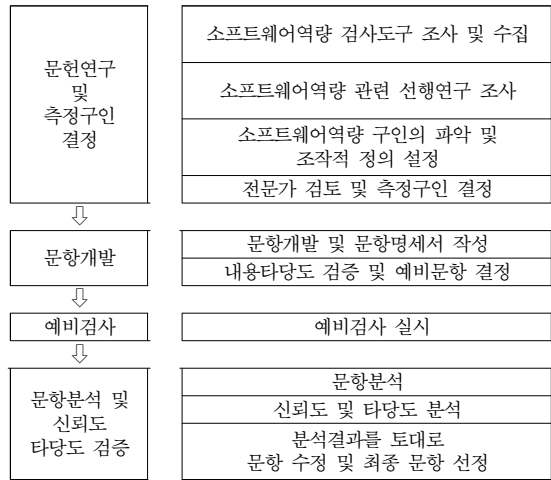 문헌연구
및
측정구인
결정
소프트웨어역량 검사도구 조사 및 수집
소프트웨어역량 관련 선행연구 조사
소프트웨어역량 구인의 파악 및
조작적 정의 설정
전문가 검토 및 측정구인 결정
⇩
문항개발
문항개발 및 문항명세서 작성
내용타당도 검증 및 예비문항 결정
⇩
예비검사
예비검사 실시
⇩
문항분석 및
신뢰도
타당도 검증
문항분석
신뢰도 및 타당도 분석
분석결과를 토대로
문항 수정 및 최종 문항 선정